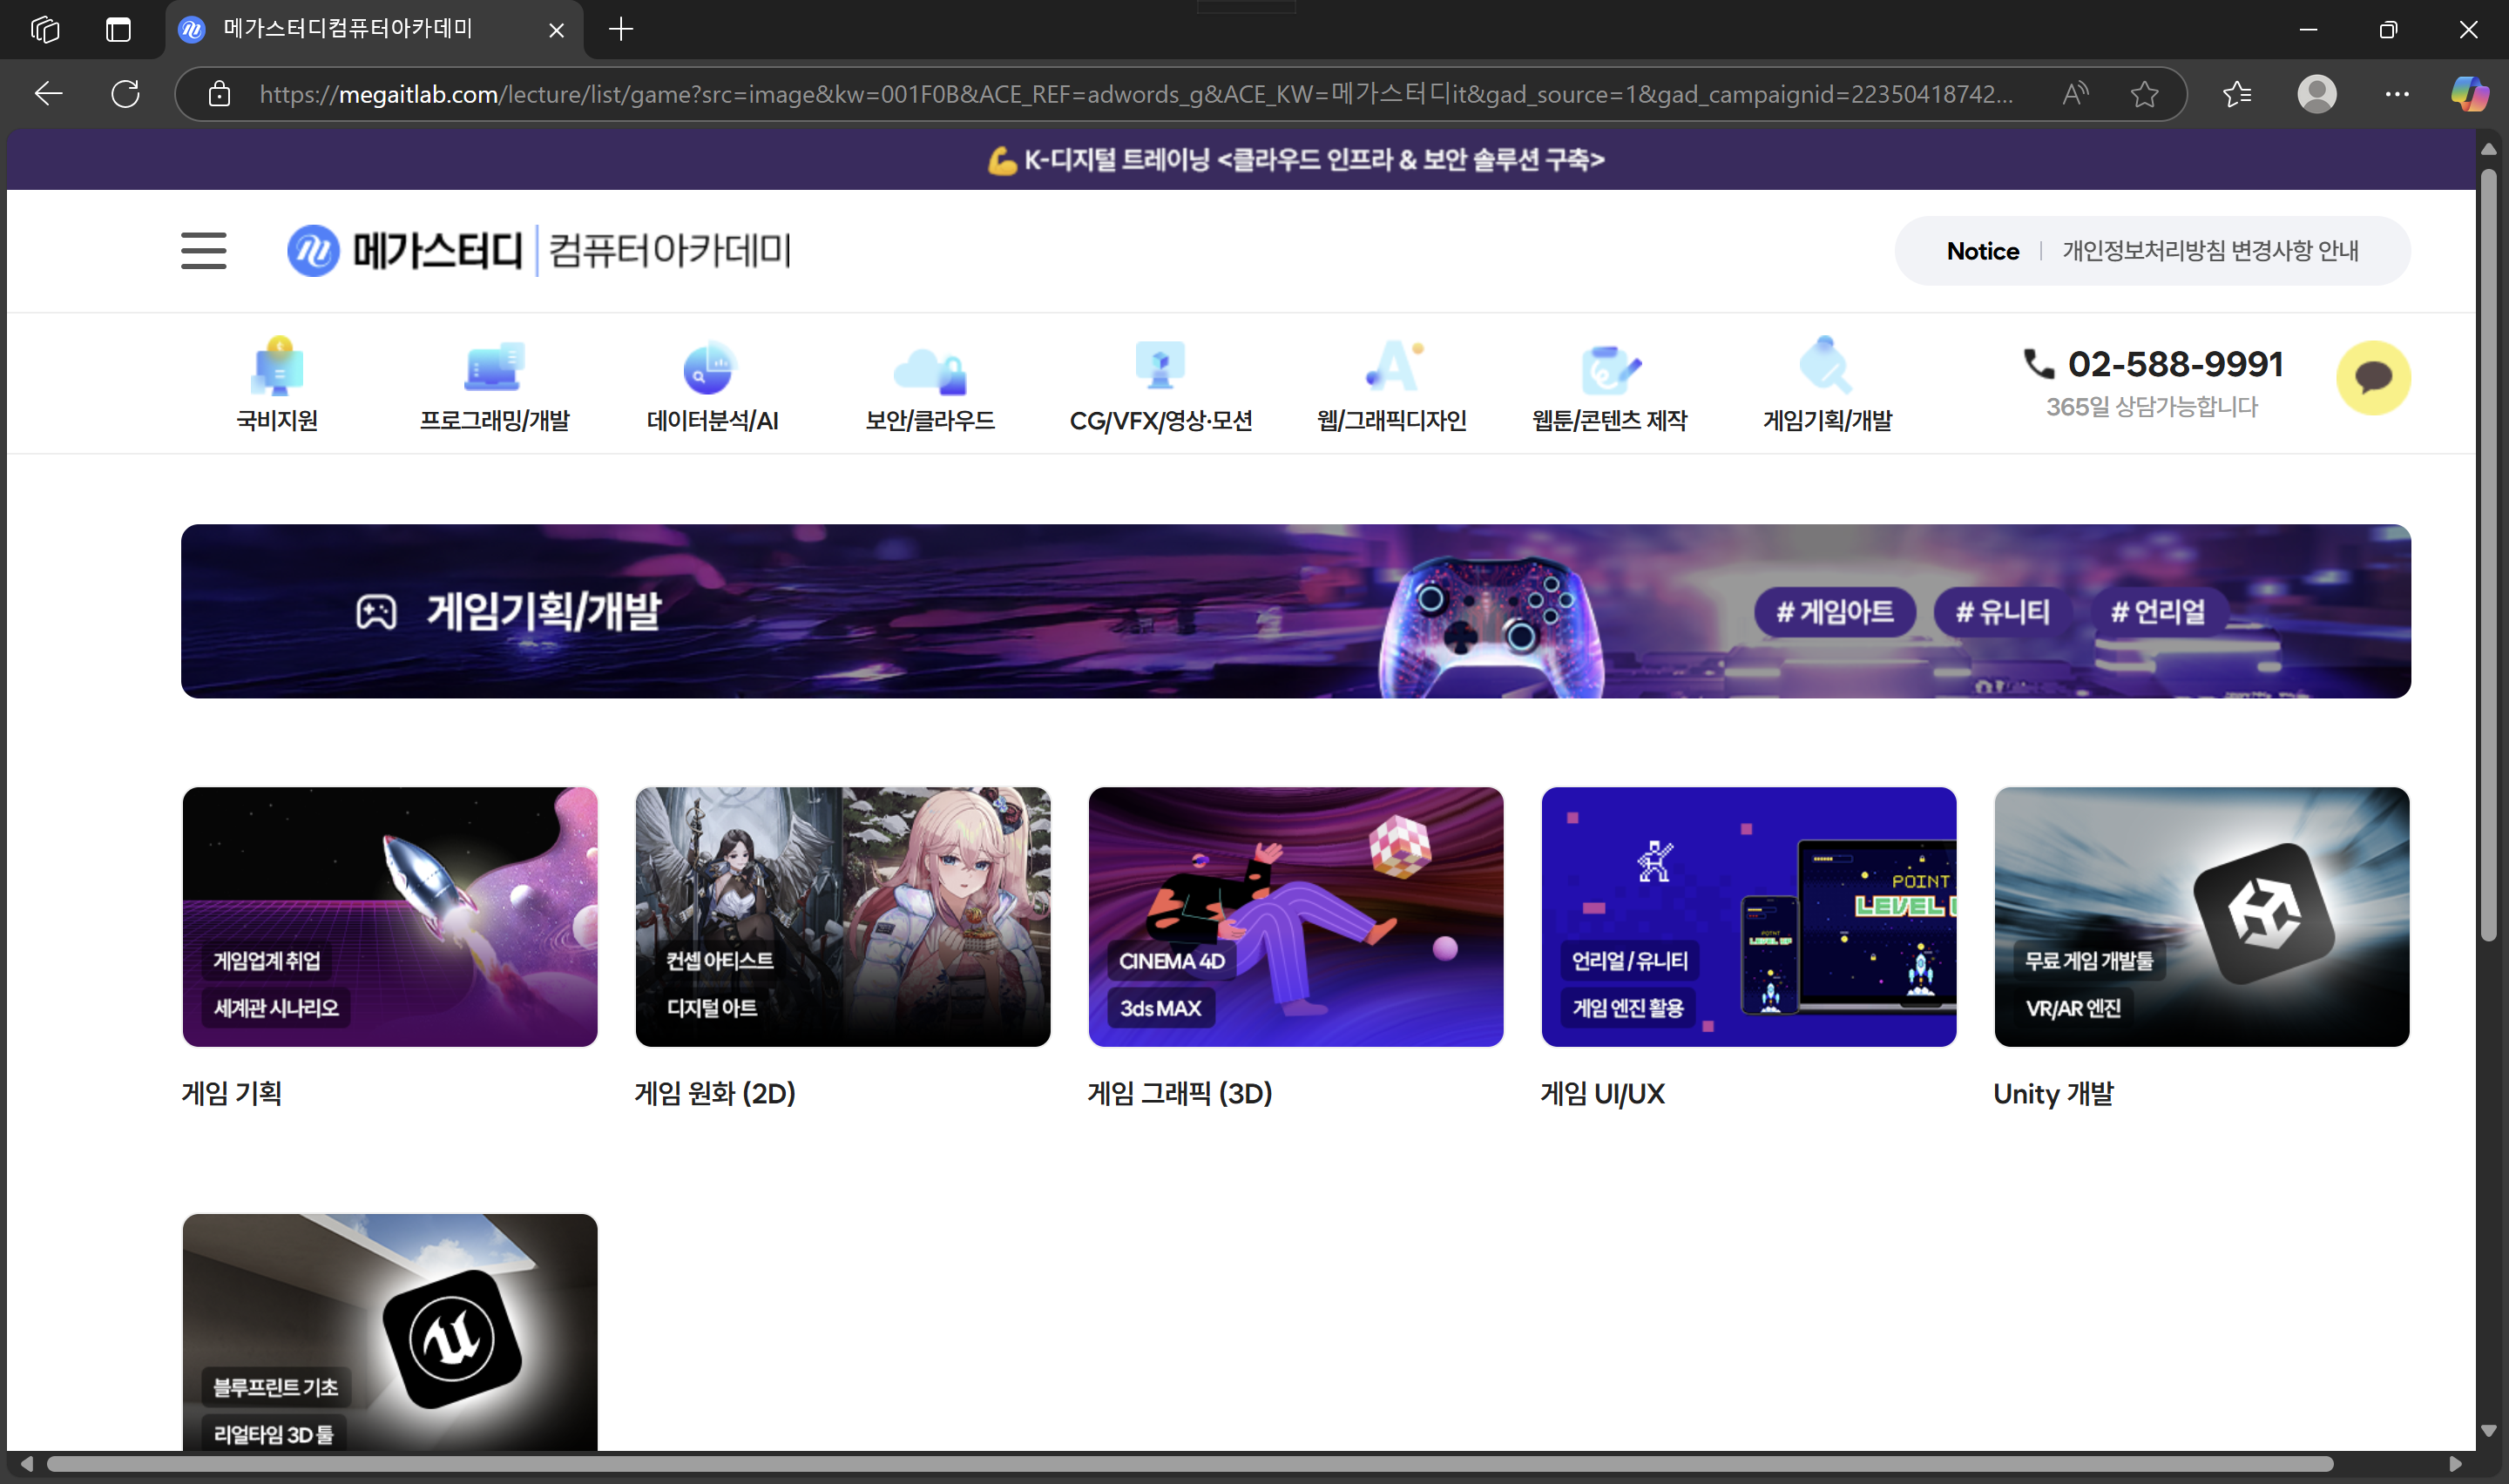 메가스터디컴퓨터아카데미
https://megaitlab.com/lecture/list/game?src=image&kw=001F0B&ACE_REF=adwords_g&ACE_KW=메가스터디it&gad_source=1&gad_campaignid=22350418742...
K-디지털 트레이닝 <클라우드 인프라 & 보안 솔루션 구축>
메가스터디 컴퓨터아카데미
Notice 개인정보처리방침 변경사항 안내
국비지원 프로그래밍/개발 데이터분석/AI 보안/클라우드 CG/VFX/영상·모션 웹/그래픽디자인 웹툰/콘텐츠 제작 게임기획/개발
02-588-9991
365일 상담가능합니다
게임기획/개발
# 게임아트 # 유니티 # 언리얼
게임업계 취업
세계관 시나리오
게임 기획
컨셉 아티스트
디지털 아트
게임 원화 (2D)
CINEMA 4D
3ds MAX
게임 그래픽 (3D)
POINT
LEVEL U
POINT
LEVEL UP
언리얼 / 유니티
게임 엔진 활용
게임 UI/UX
무료 게임 개발툴
VR/AR 엔진
Unity 개발
블루프린트 기초
리얼타임 3D 툴